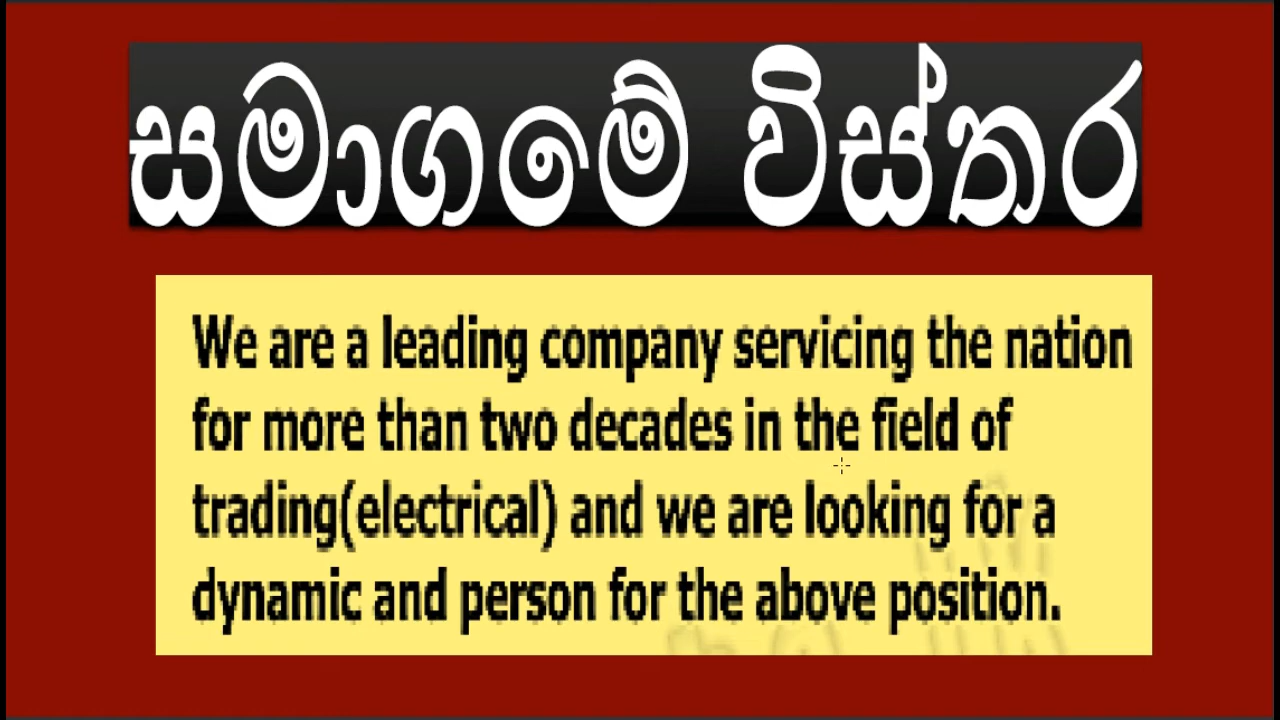 සමාගමේ විස්තර
We are a leading company servicing the nation
for more than two decades in the field of
trading(electrical) and we are looking for a
dynamic and person for the above position.